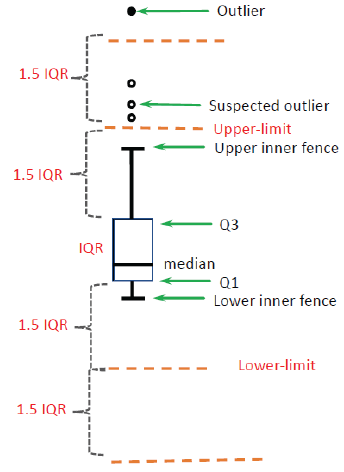 Outlier
1.5 IQR
Suspected outlier
Upper-limit
Upper inner fence
1.5 IQR
Q3
IQR
median
Q1
Lower inner fence
1.5 IQR
Lower-limit
1.5 IQR